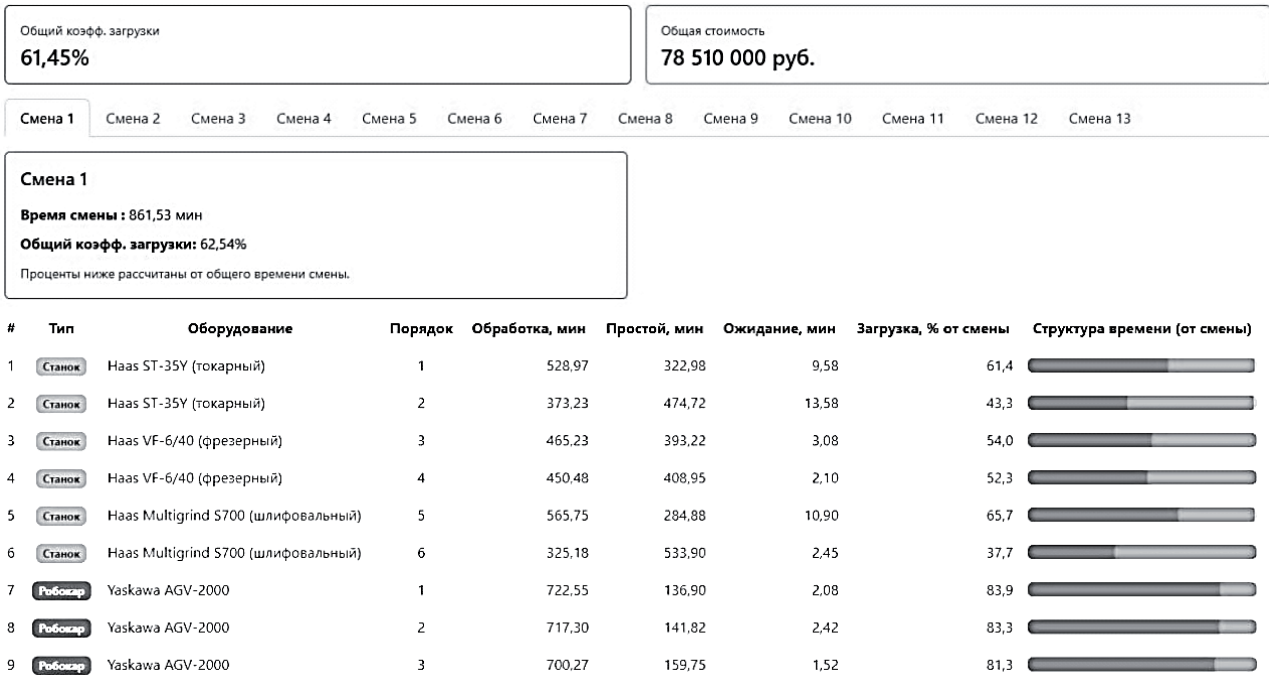 Общий коэфф. загрузки
61,45%
Общая стоимость
78 510 000 руб.
Смена 1 Смена 2 Смена 3 Смена 4 Смена 5 Смена 6 Смена 7 Смена 8 Смена 9 Смена 10 Смена 11 Смена 12 Смена 13
Смена 1
Время смены : 861,53 мин
Общий коэфф. загрузки: 62,54%
Проценты ниже рассчитаны от общего времени смены.
# Тип Оборудование Порядок Обработка, мин Простой, мин Ожидание, мин Загрузка, % от смены Структура времени (от смены)
1 Станок Haas ST-35Y (токарный) 1 528,97 322,98 9,58 61,4
2 Станок Haas ST-35Y (токарный) 2 373,23 474,72 13,58 43,3
3 Станок Haas VF-6/40 (фрезерный) 3 465,23 393,22 3,08 54,0
4 Станок Haas VF-6/40 (фрезерный) 4 450,48 408,95 2,10 52,3
5 Станок Haas Multigrind S700 (шлифовальный) 5 565,75 284,88 10,90 65,7
6 Станок Haas Multigrind S700 (шлифовальный) 6 325,18 533,90 2,45 37,7
7 Робокар Yaskawa AGV-2000 1 722,55 136,90 2,08 83,9
8 Робокар Yaskawa AGV-2000 2 717,30 141,82 2,42 83,3
9 Робокар Yaskawa AGV-2000 3 700,27 159,75 1,52 81,3